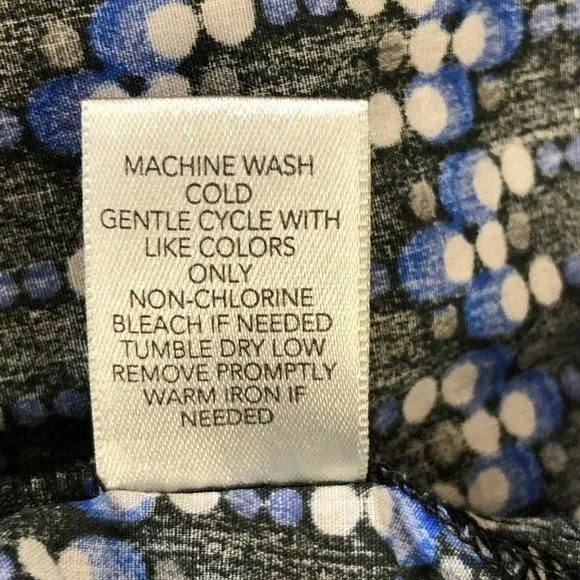 MACHINE WASH
COLD
GENTLE CYCLE WITH
LIKE COLORS
ONLY
NON-CHLORINE
BLEACH IF NEEDED
TUMBLE DRY LOW
REMOVE PROMPTLY
WARM IRON IF
NEEDED